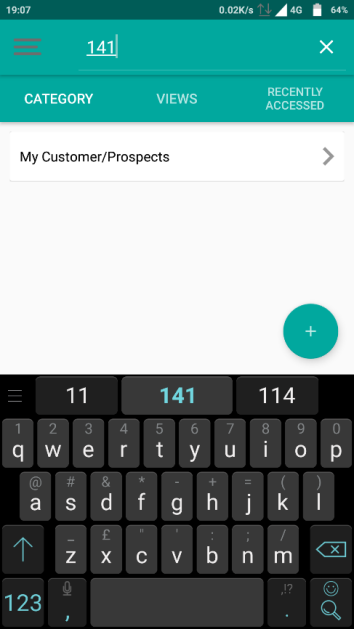 19:07 0.02K/s 4G 64%
141
CATEGORY VIEWS RECENTLY ACCESSED
My Customer/Prospects
+
11 141 114
1 2 3 4 5 6 7 8 9 0
q w e r t y u i o p
@ # & * - + = ( )
a s d f g h j k l
_ £ " ' : ; /
z x c v b n m
123 , ,!? .